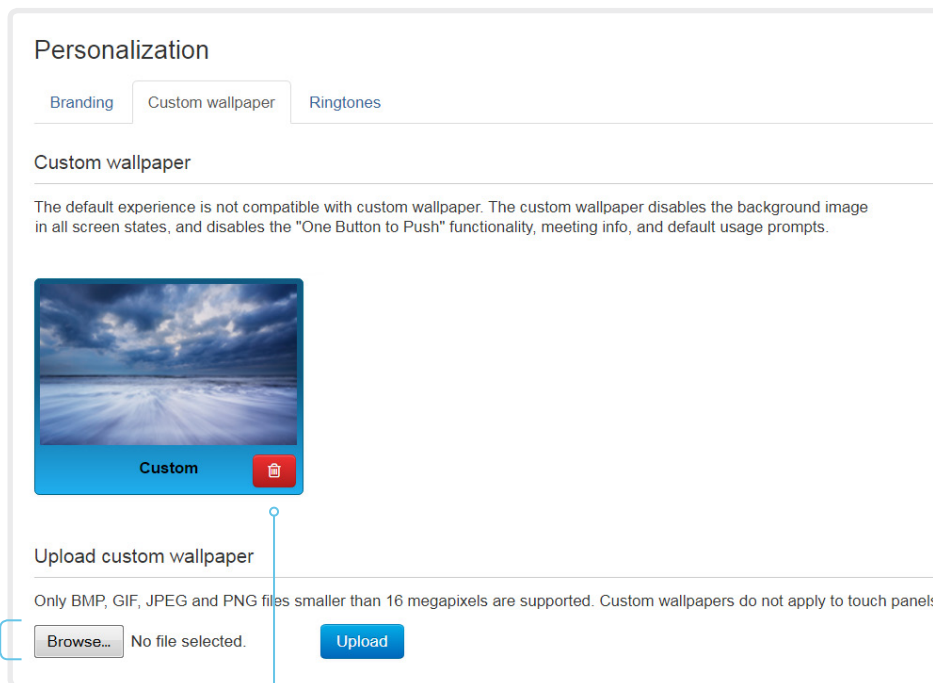 Personalization
Branding
Custom wallpaper
Ringtones
Custom wallpaper
The default experience is not compatible with custom wallpaper. The custom wallpaper disables the background image
in all screen states, and disables the "One Button to Push" functionality, meeting info, and default usage prompts.
Custom
Upload custom wallpaper
Only BMP, GIF, JPEG and PNG files smaller than 16 megapixels are supported. Custom wallpapers do not apply to touch panels
Browse... No file selected.
Upload